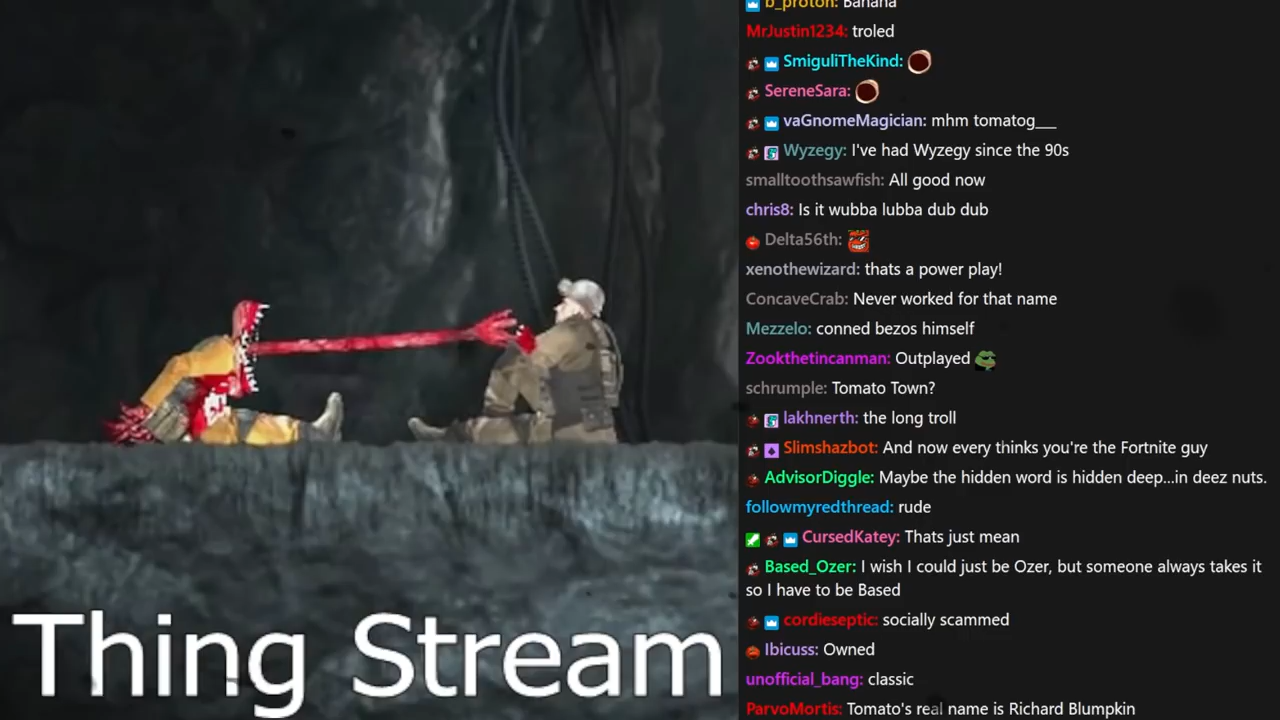 b_proton: Banana
MrJustin1234: troled
SmiguliTheKind:
SereneSara:
vaGnomeMagician: mhm tomatog___
Wyzegy: I've had Wyzegy since the 90s
smalltoothsawfish: All good now
chris8: Is it wubba lubba dub dub
Delta56th:
xenothewizard: thats a power play!
ConcaveCrab: Never worked for that name
Mezzelo: conned bezos himself
Zookthetincanman: Outplayed
schrumple: Tomato Town?
lakhnerth: the long troll
Slimshazbot: And now every thinks you're the Fortnite guy
AdvisorDiggle: Maybe the hidden word is hidden deep...in deez nuts.
followmyredthread: rude
CursedKatey: Thats just mean
Based_Ozer: I wish I could just be Ozer, but someone always takes it
so I have to be Based
cordieseptic: socially scammed
Ibicuss: Owned
unofficial_bang: classic
ParvoMortis: Tomato's real name is Richard Blumpkin
Thing Stream